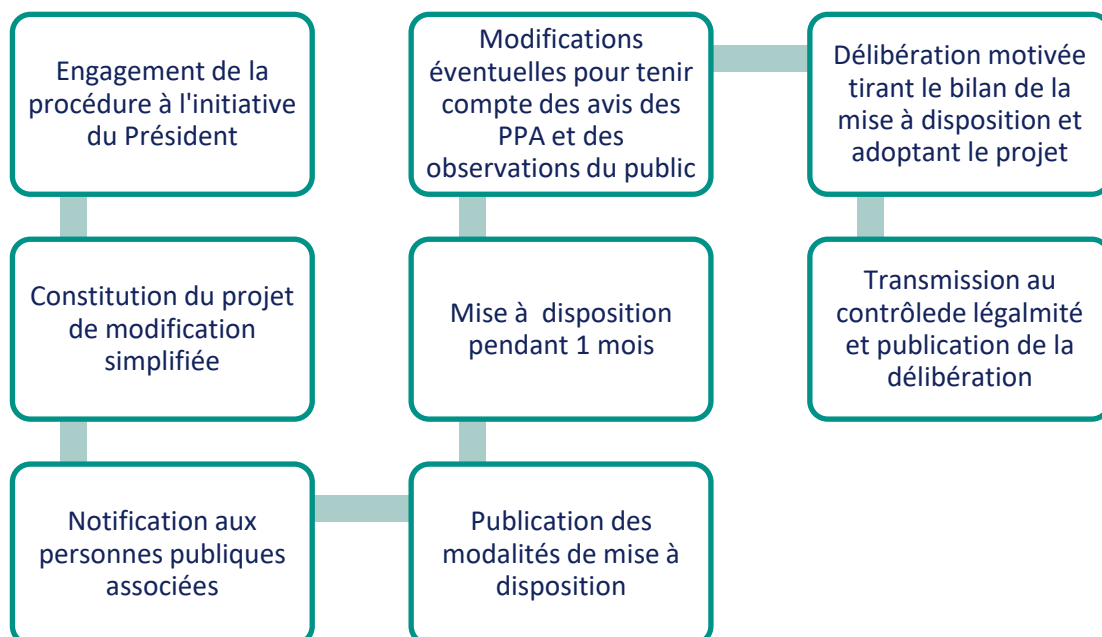 Engagement de la
procédure à l'initiative
du Président
Constitution du projet
de modification
simplifiée
Notification aux
personnes publiques
associées
Publication des
modalités de mise à
disposition
Mise à  disposition
pendant 1 mois
Modifications
éventuelles pour tenir
compte des avis des
PPA et des
observations du public
Délibération motivée
tirant le bilan de la
mise à disposition et
adoptant le projet
Transmission au
contrôlede légalmité
et publication de la
délibération